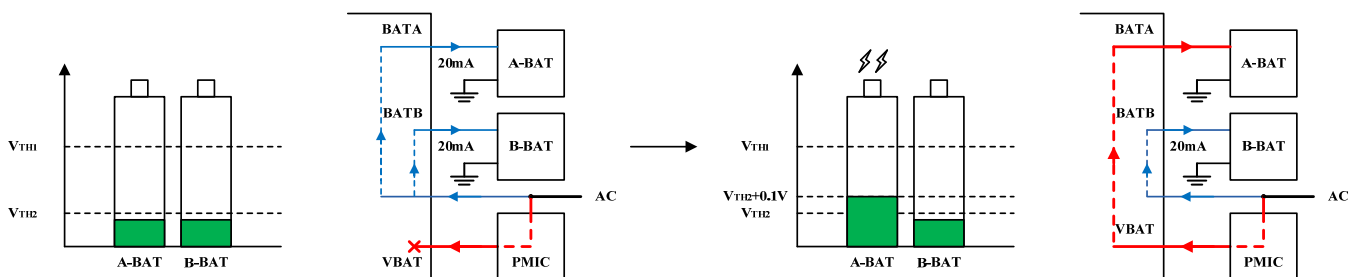 VTH1
VTH2
A-BAT
B-BAT
BATA
20mA
A-BAT
BATB
20mA
B-BAT
AC
VBAT
PMIC
VTH1
VTH2+0.1V
VTH2
A-BAT
B-BAT
BATA
A-BAT
BATB
20mA
B-BAT
AC
VBAT
PMIC